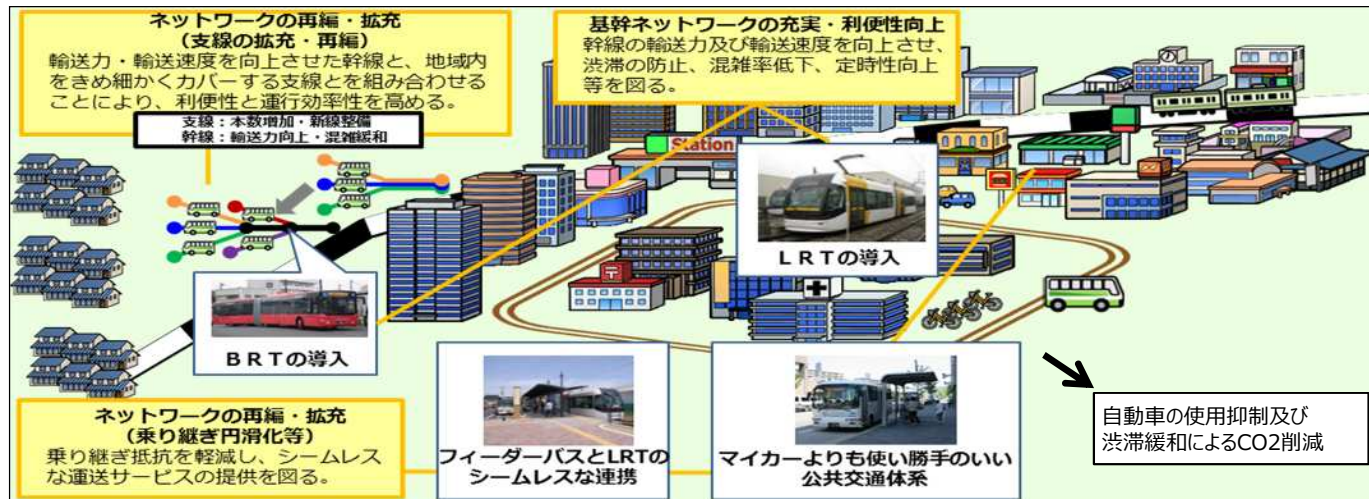 ネットワークの再編・拡充
(支線の拡充・再編)
輸送力・輸送速度を向上させた幹線と、地域内
をきめ細かくカバーする支線とを組み合わせる
ことにより、利便性と運行効率性を高める。
支線：本数増加・新線整備
幹線：輸送力向上・混雑緩和
基幹ネットワークの充実・利便性向上
幹線の輸送力及び輸送速度を向上させ、
渋滞の防止、混雑率低下、定時性向上
等を図る。
Station
〒
LRTの導入
BRTの導入
ネットワークの再編・拡充
(乗り継ぎ円滑化等)
乗り継ぎ抵抗を軽減し、シームレス
な運送サービスの提供を図る。
フィーダーバスとLRTの
シームレスな連携
マイカーよりも使い勝手のいい
公共交通体系
自動車の使用抑制及び
渋滞緩和によるCO2削減